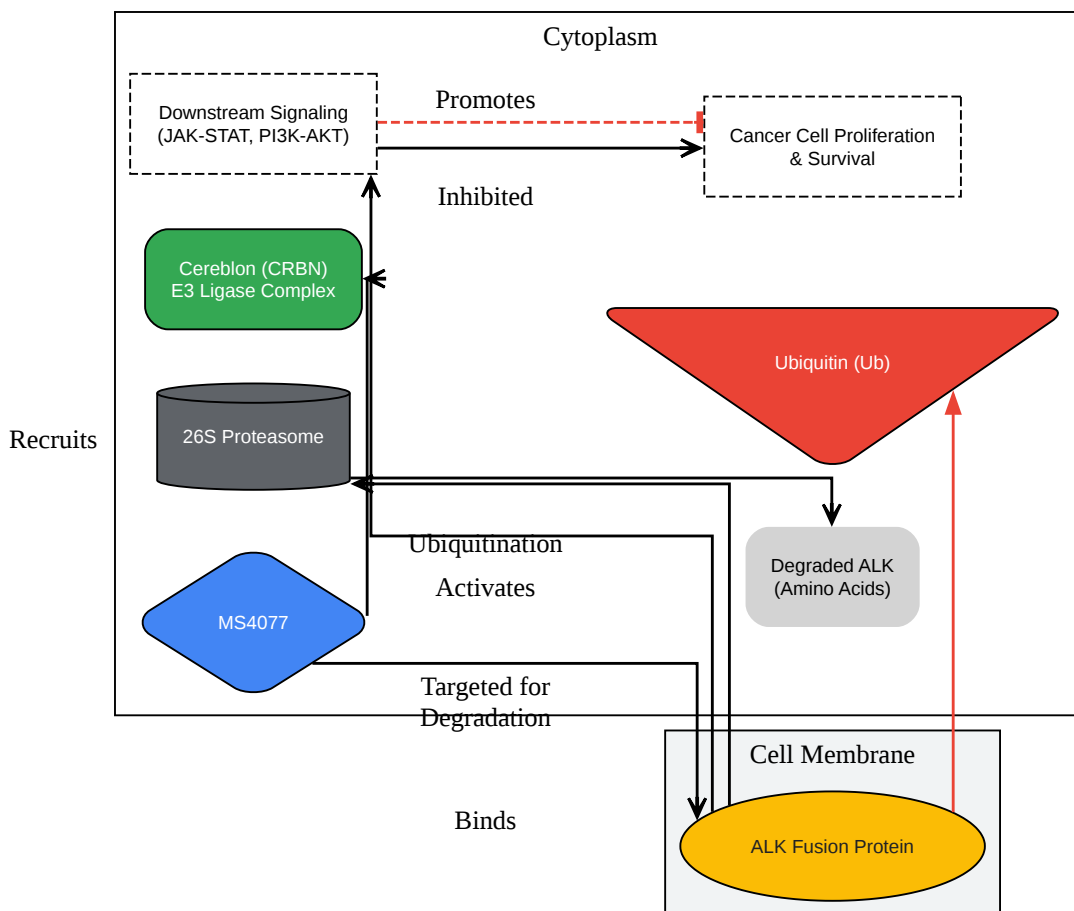 Cytoplasm
Downstream Signaling
(JAK-STAT, PI3K-AKT)
Promotes
Cancer Cell Proliferation
& Survival
Inhibited
Cereblon (CRBN)
E3 Ligase Complex
Ubiquitin (Ub)
Recruits
26S Proteasome
Ubiquitination
Activates
Degraded ALK
(Amino Acids)
MS4077
Targeted for
Degradation
Cell Membrane
Binds
ALK Fusion Protein